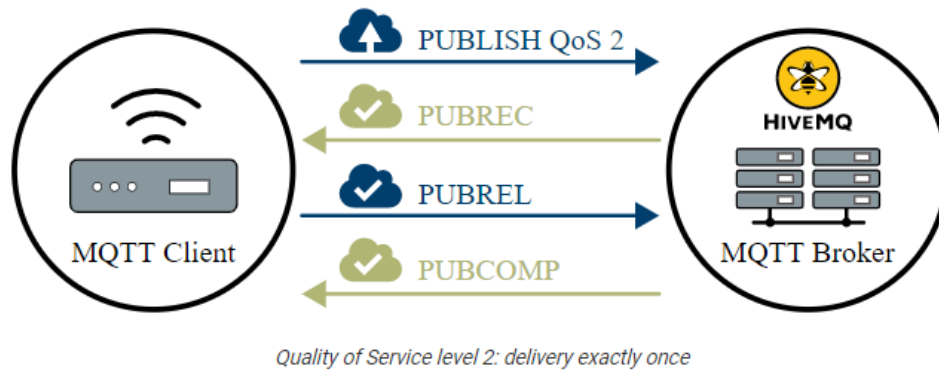 PUBLISH QoS 2
HIVEMQ
PUBREC
PUBREL
MQTT Client
MQTT Broker
PUBCOMP
Quality of Service level 2: delivery exactly once